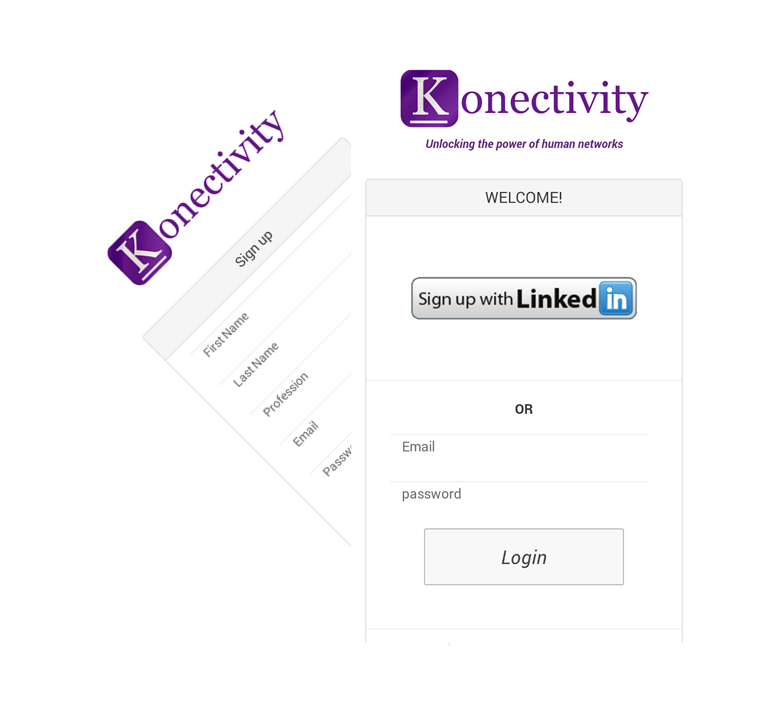 Konectivity
Sign up
First Name
Last Name
Profession
Email
Konectivity
Unlocking the power of human networks
WELCOME!
Sign up with Linked in
OR
Email
password
Login